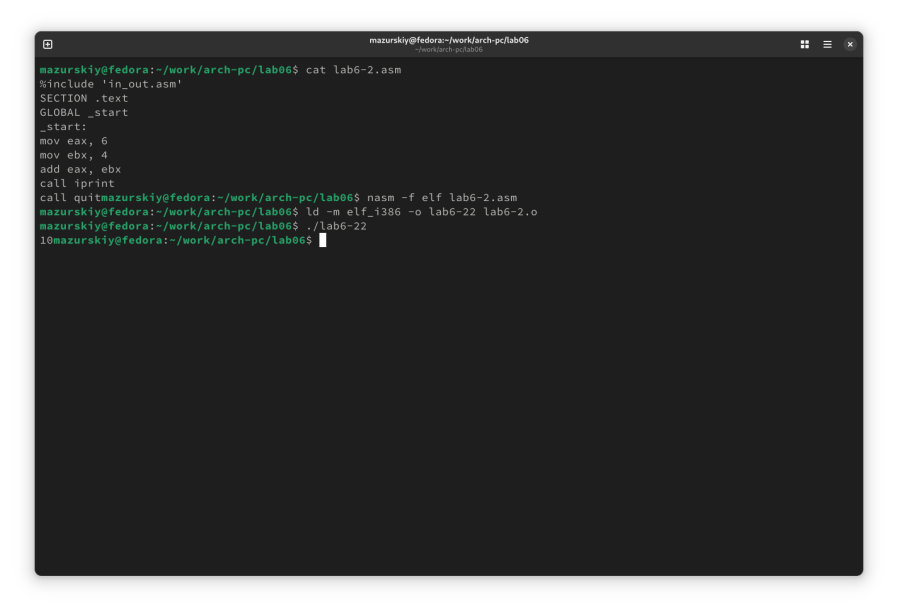 mazurskiy@fedora:~/work/arch-pc/lab06
~/work/arch-pc/lab06
mazurskiy@fedora:~/work/arch-pc/lab06$ cat lab6-2.asm
%include 'in_out.asm'
SECTION .text
GLOBAL _start
_start:
mov eax, 6
mov ebx, 4
add eax, ebx
call iprint
call quitmazurskiy@fedora:~/work/arch-pc/lab06$ nasm -f elf lab6-2.asm
mazurskiy@fedora:~/work/arch-pc/lab06$ ld -m elf_i386 -o lab6-22 lab6-2.o
mazurskiy@fedora:~/work/arch-pc/lab06$ ./lab6-22
10mazurskiy@fedora:~/work/arch-pc/lab06$